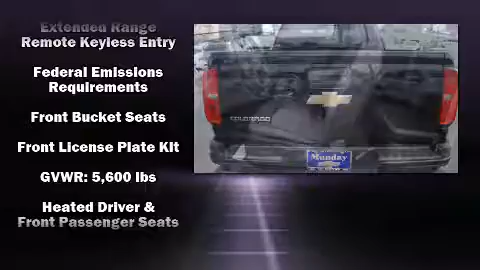 Extended Range
Remote Keyless Entry
Federal Emissions
Requirements
Front Bucket Seats
Front License Plate Kit
GVWR: 5,600 lbs
Heated Driver &
Front Passenger Seats
COLORADO
Munday